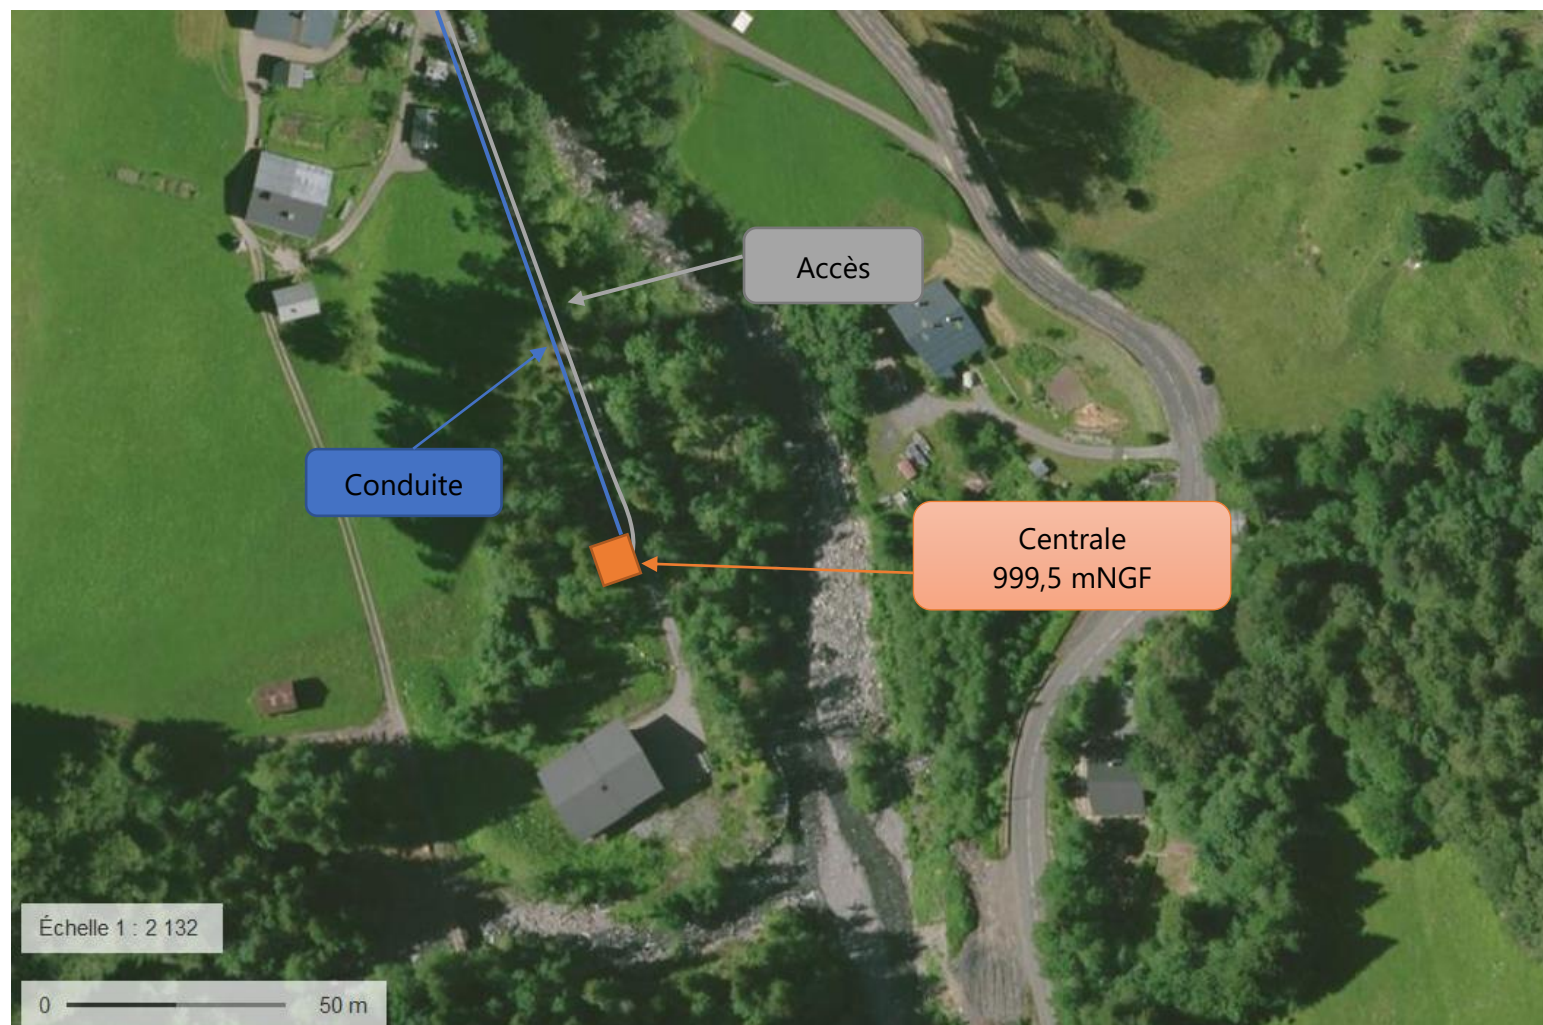 Accès
Conduite
Centrale
999,5 mNGF
Échelle 1 : 2 132
0 50 m